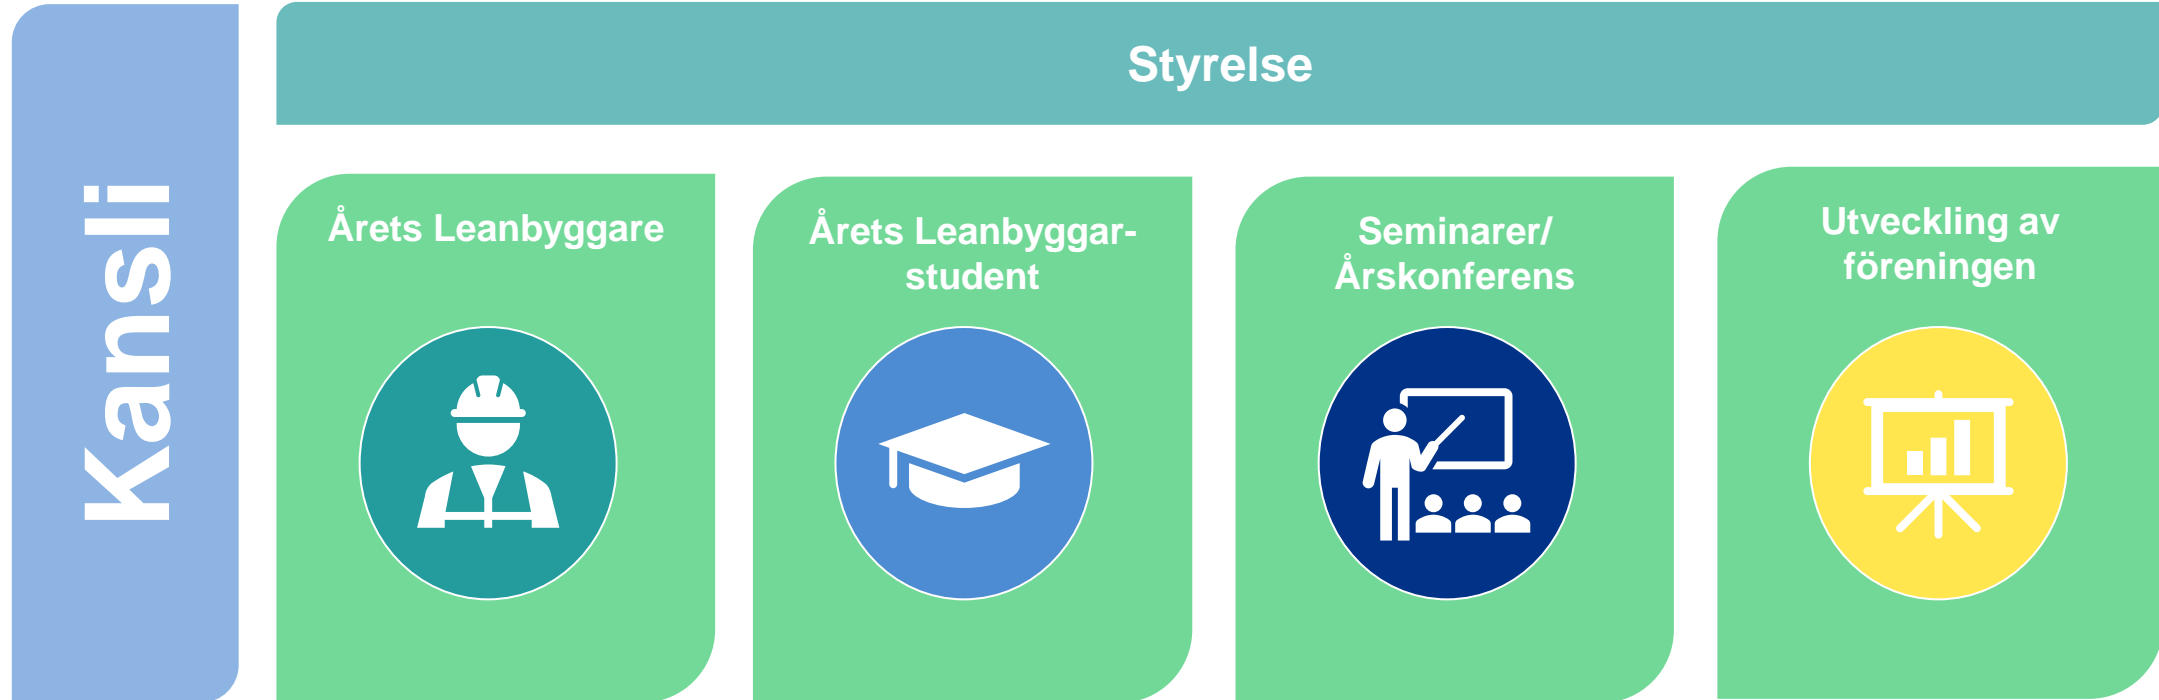 Kansli
Styrelse
Årets Leanbyggare
Årets Leanbyggar-
student
Seminarer/
Årskonferens
Utveckling av
föreningen